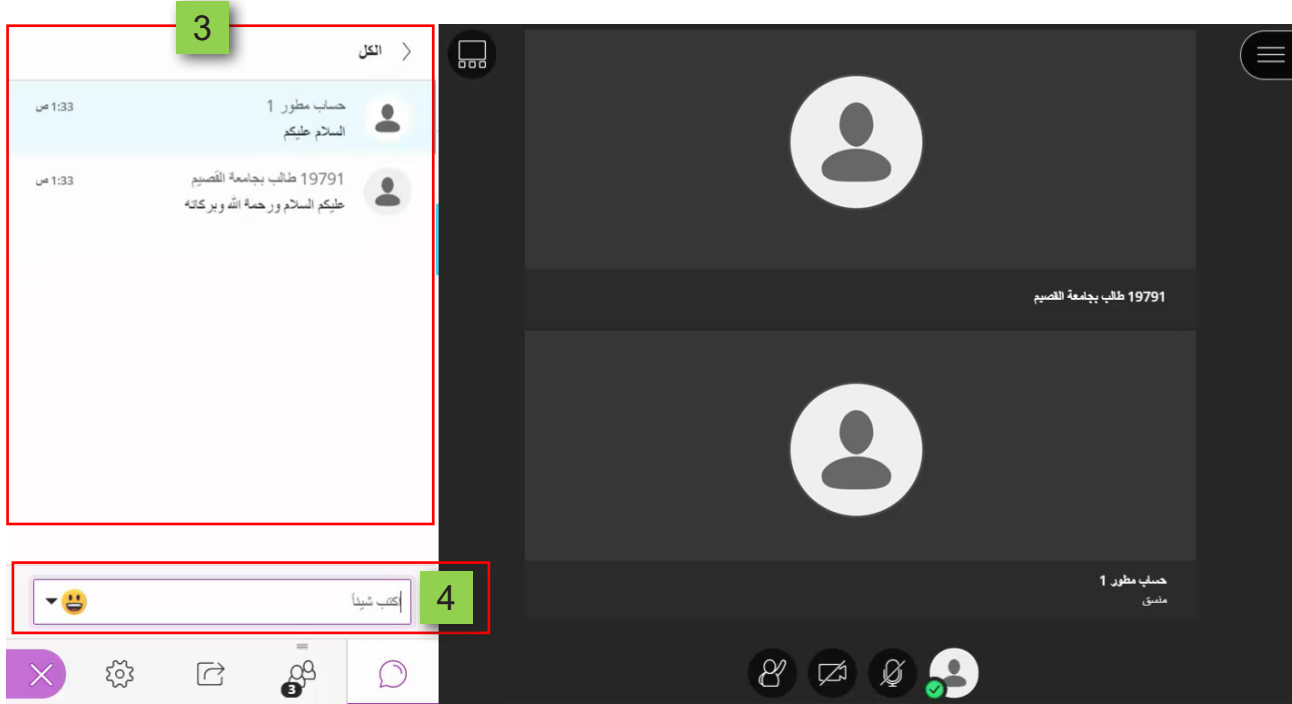 3
الكل
حساب مطور 1
1:33 ص
السلام عليكم
19791 طالب بجامعة القصيم
1:33 ص
عليكم السلام ورحمة الله وبركاته
اكتب شيئاً
4
3
19791 طالب بجامعة القصيم
حساب مطور 1
منسق